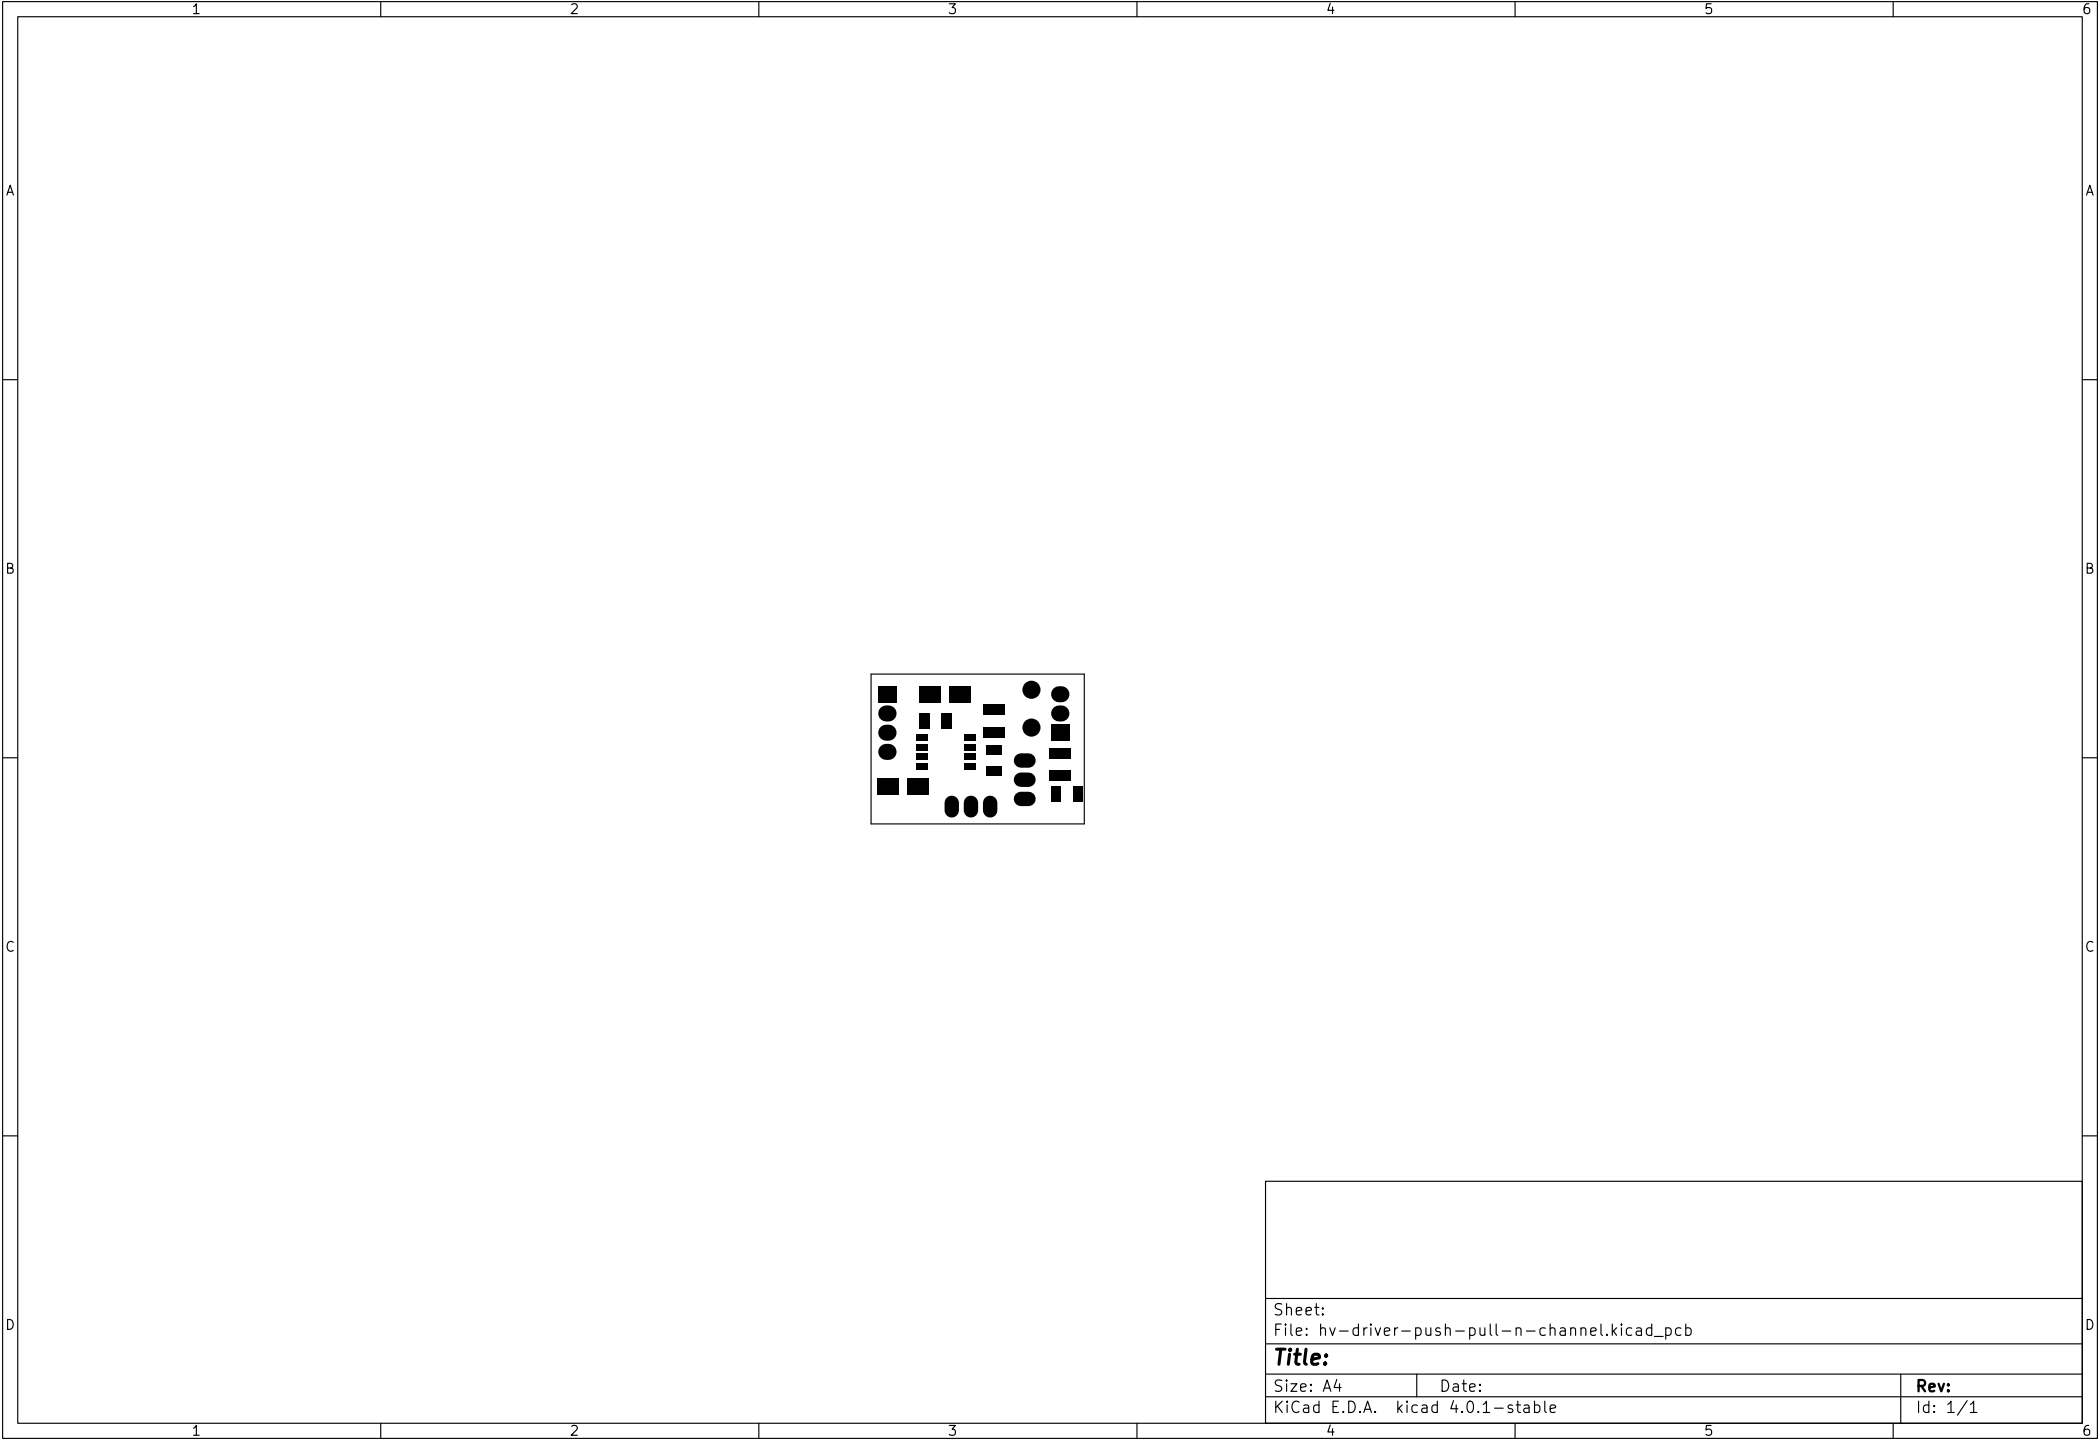 1 2 3 4 5 6
A A
B B
C C
Sheet:
File: hv-driver-push-pull-n-channel.kicad_pcb
D D
Title:
Size: A4 Date: Rev:
KiCad E.D.A. kicad 4.0.1-stable Id: 1/1
1 2 3 4 5 6